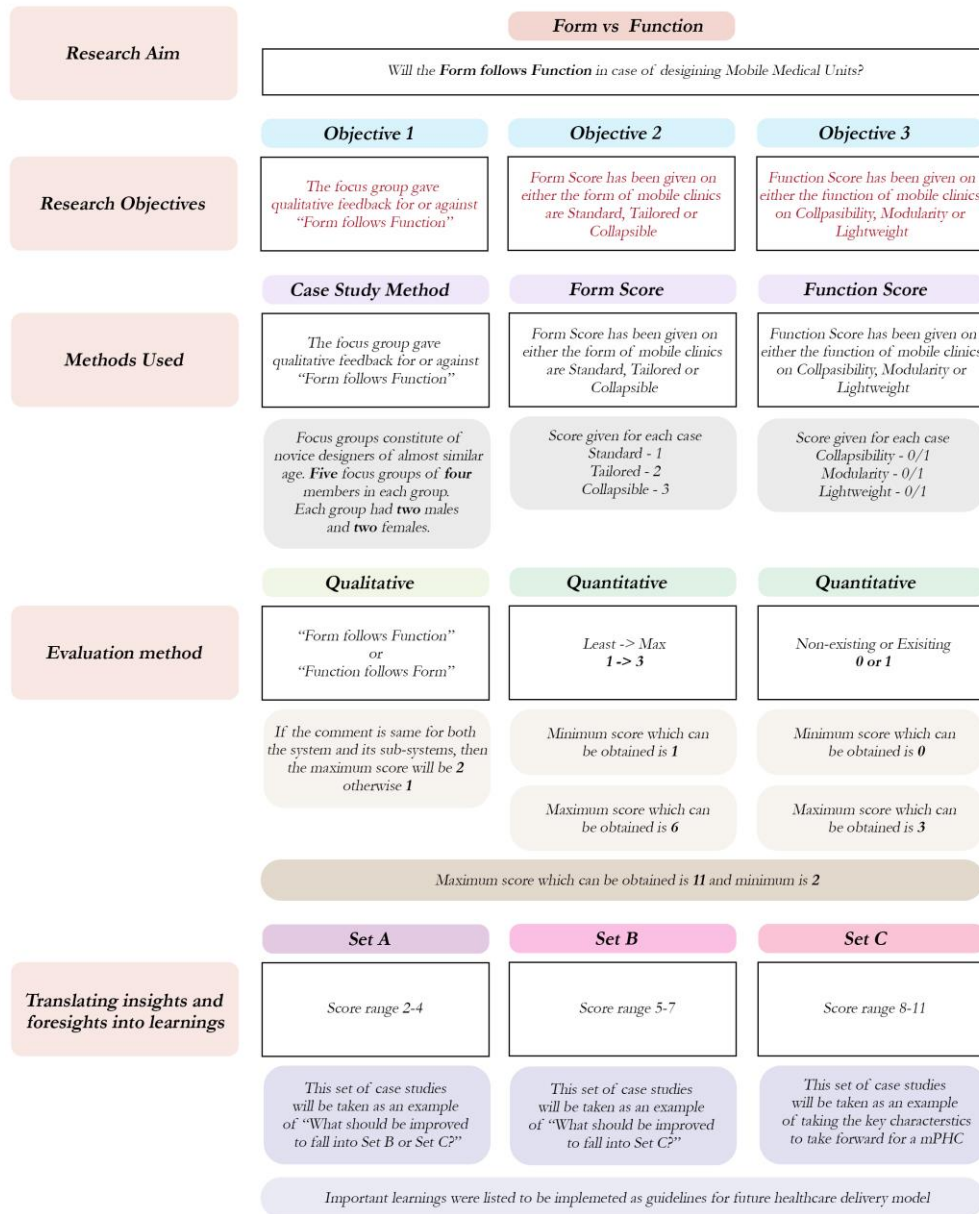 Research Aim
Form vs Function
Will the Form follows Function in case of desigining Mobile Medical Units?
Research Objectives
Objective 1
The focus group gave
qualitative feedback for or against
“Form follows Function”
Objective 2
Form Score has been given on
either the form of mobile clinics
are Standard, Tailored or
Collapsible
Objective 3
Function Score has been given on
either the function of mobile clinics
on Collpasibility, Modularity or
Lightweight
Methods Used
Case Study Method
The focus group gave
qualitative feedback for or against
“Form follows Function”
Focus groups constitute of
novice designers of almost similar
age. Five focus groups of four
members in each group.
Each group had two males
and two females.
Form Score
Form Score has been given on
either the form of mobile clinics
are Standard, Tailored or
Collapsible
Score given for each case
Standard - 1
Tailored - 2
Collapsible - 3
Function Score
Function Score has been given on
either the function of mobile clinics
on Collpasibility, Modularity or
Lightweight
Score given for each case
Collapsibility - 0/1
Modularity - 0/1
Lightweight - 0/1
Evaluation method
Qualitative
“Form follows Function”
or
“Function follows Form”
If the comment is same for both
the system and its sub-systems, then
the maximum score will be 2
otherwise 1
Quantitative
Least -> Max
1 -> 3
Minimum score which can
be obtained is 1
Maximum score which can
be obtained is 6
Quantitative
Non-existing or Exisiting
0 or 1
Minimum score which can
be obtained is 0
Maximum score which can
be obtained is 3
Maximum score which can be obtained is 11 and minimum is 2
Translating insights and
foresights into learnings
Set A
Score range 2-4
This set of case studies
will be taken as an example
of “What should be improved
to fall into Set B or Set C?”
Set B
Score range 5-7
This set of case studies
will be taken as an example
of “What should be improved
to fall into Set C?”
Set C
Score range 8-11
This set of case studies
will be taken as an example
of taking the key characterstics
to take forward for a mPHC
Important learnings were listed to be implemeted as guidelines for future healthcare delivery model